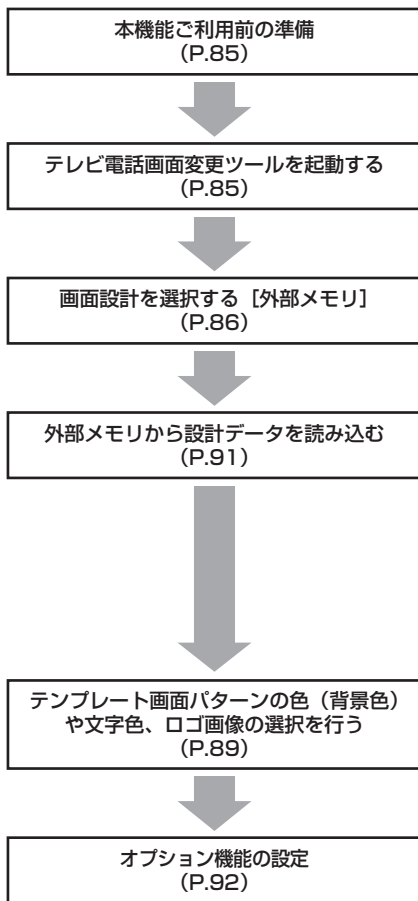 本機能ご利用前の準備
(P.85)
テレビ電話画面変更ツールを起動する
(P.85)
画面設計を選択する［外部メモリ］
(P.86)
外部メモリから設計データを読み込む
(P.91)
テンプレート画面パターンの色（背景色）
や文字色、ロゴ画像の選択を行う
(P.89)
オプション機能の設定
(P.92)